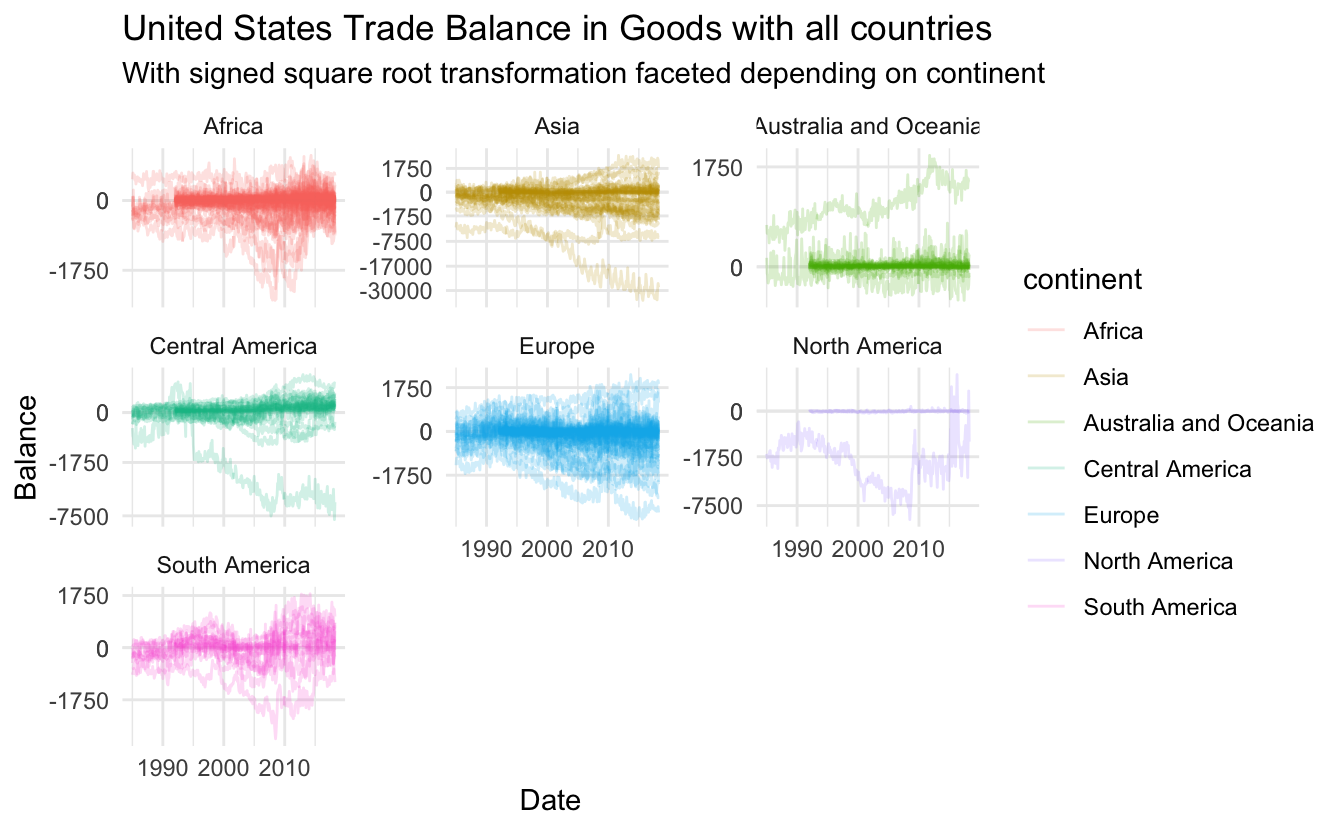 United States Trade Balance in Goods with all countries
With signed square root transformation faceted depending on continent
Africa
0
-1750
Asia
1750
0
-1750
-7500
-17000
-30000
Australia and Oceania
1750
0
Central America
0
-1750
-7500
Europe
1750
0
-1750
1990 2000 2010
North America
0
-1750
-7500
1990 2000 2010
South America
1750
0
-1750
1990 2000 2010
Balance
Date
continent
Africa
Asia
Australia and Oceania
Central America
Europe
North America
South America